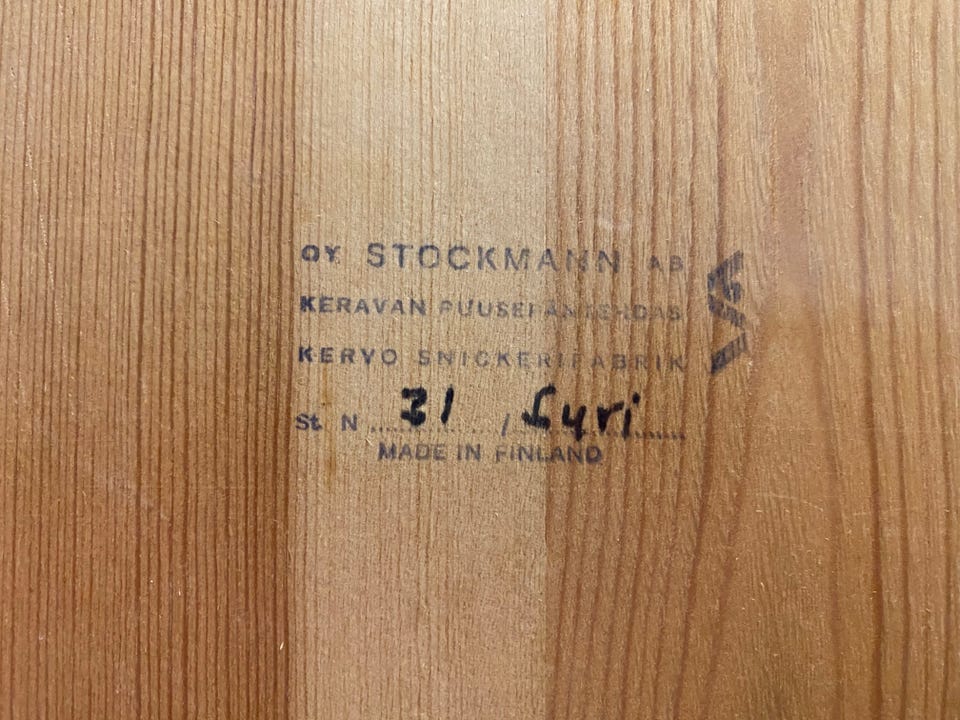 OY STOCKMANN AB
KERAVAN PUUSEPÄNTEHDAS
KERVO SNICKERIFABRIK
St. N 31 / Lyri
MADE IN FINLAND